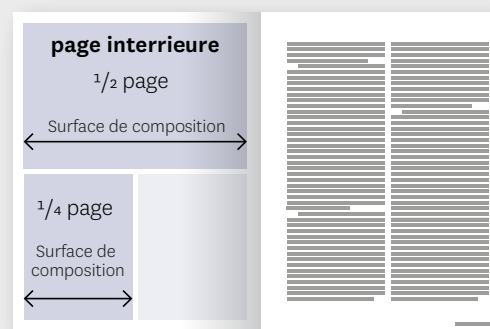 page interrieure
1/2 page
Surface de composition
1/4 page
Surface de
composition